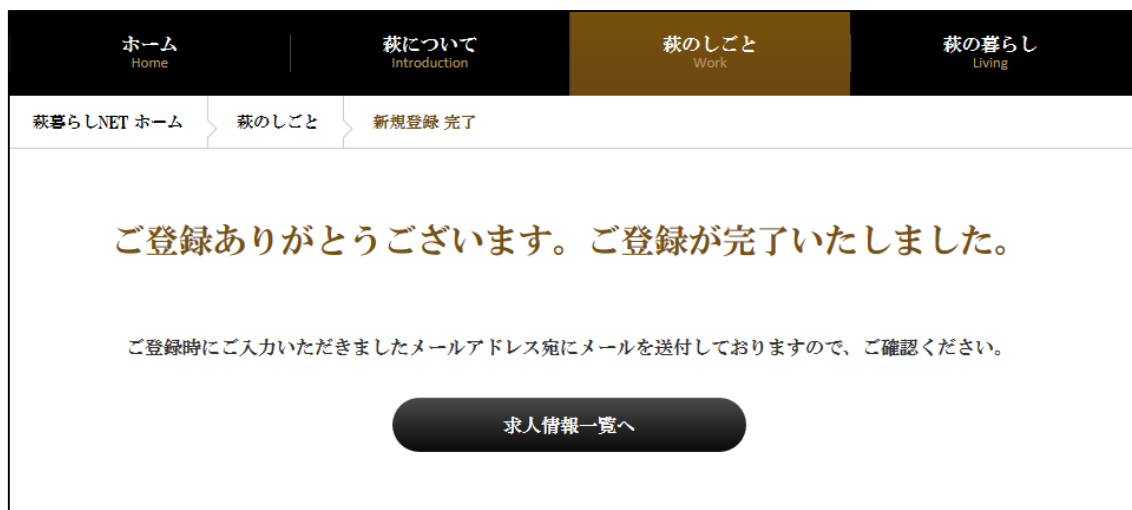 ホーム
Home
萩について
Introduction
萩のしごと
Work
萩の暮らし
Living
萩暮らしNET ホーム
萩のしごと
新規登録 完了
ご登録ありがとうございます。ご登録が完了いたしました。
ご登録時にご入力いただきましたメールアドレス宛にメールを送付しておりますので、ご確認ください。
求人情報一覧へ